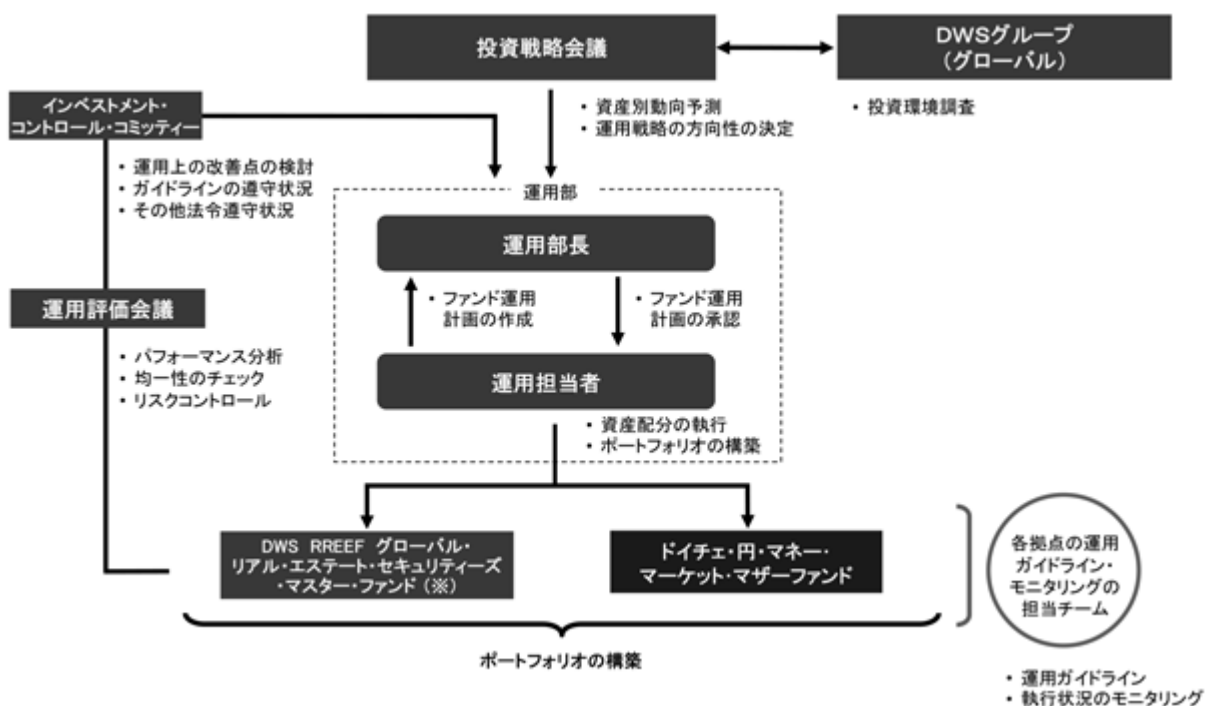 投資戦略会議
DWSグループ
（グローバル）
・資産別動向予測
・運用戦略の方向性の決定
・投資環境調査
インベストメント・
コントロール・コミッティー
・運用上の改善点の検討
・ガイドラインの遵守状況
・その他法令遵守状況
運用部
運用部長
・ファンド運用
計画の作成
・ファンド運用
計画の承認
運用評価会議
・パフォーマンス分析
・均一性のチェック
・リスクコントロール
運用担当者
・資産配分の執行
・ポートフォリオの構築
DWS RREEF グローバル・
リアル・エステート・セキュリティーズ
・マスター・ファンド（※）
ドイチェ・円・マネー・
マーケット・マザーファンド
各拠点の運用
ガイドライン・
モニタリングの
担当チーム
ポートフォリオの構築
・運用ガイドライン
・執行状況のモニタリング